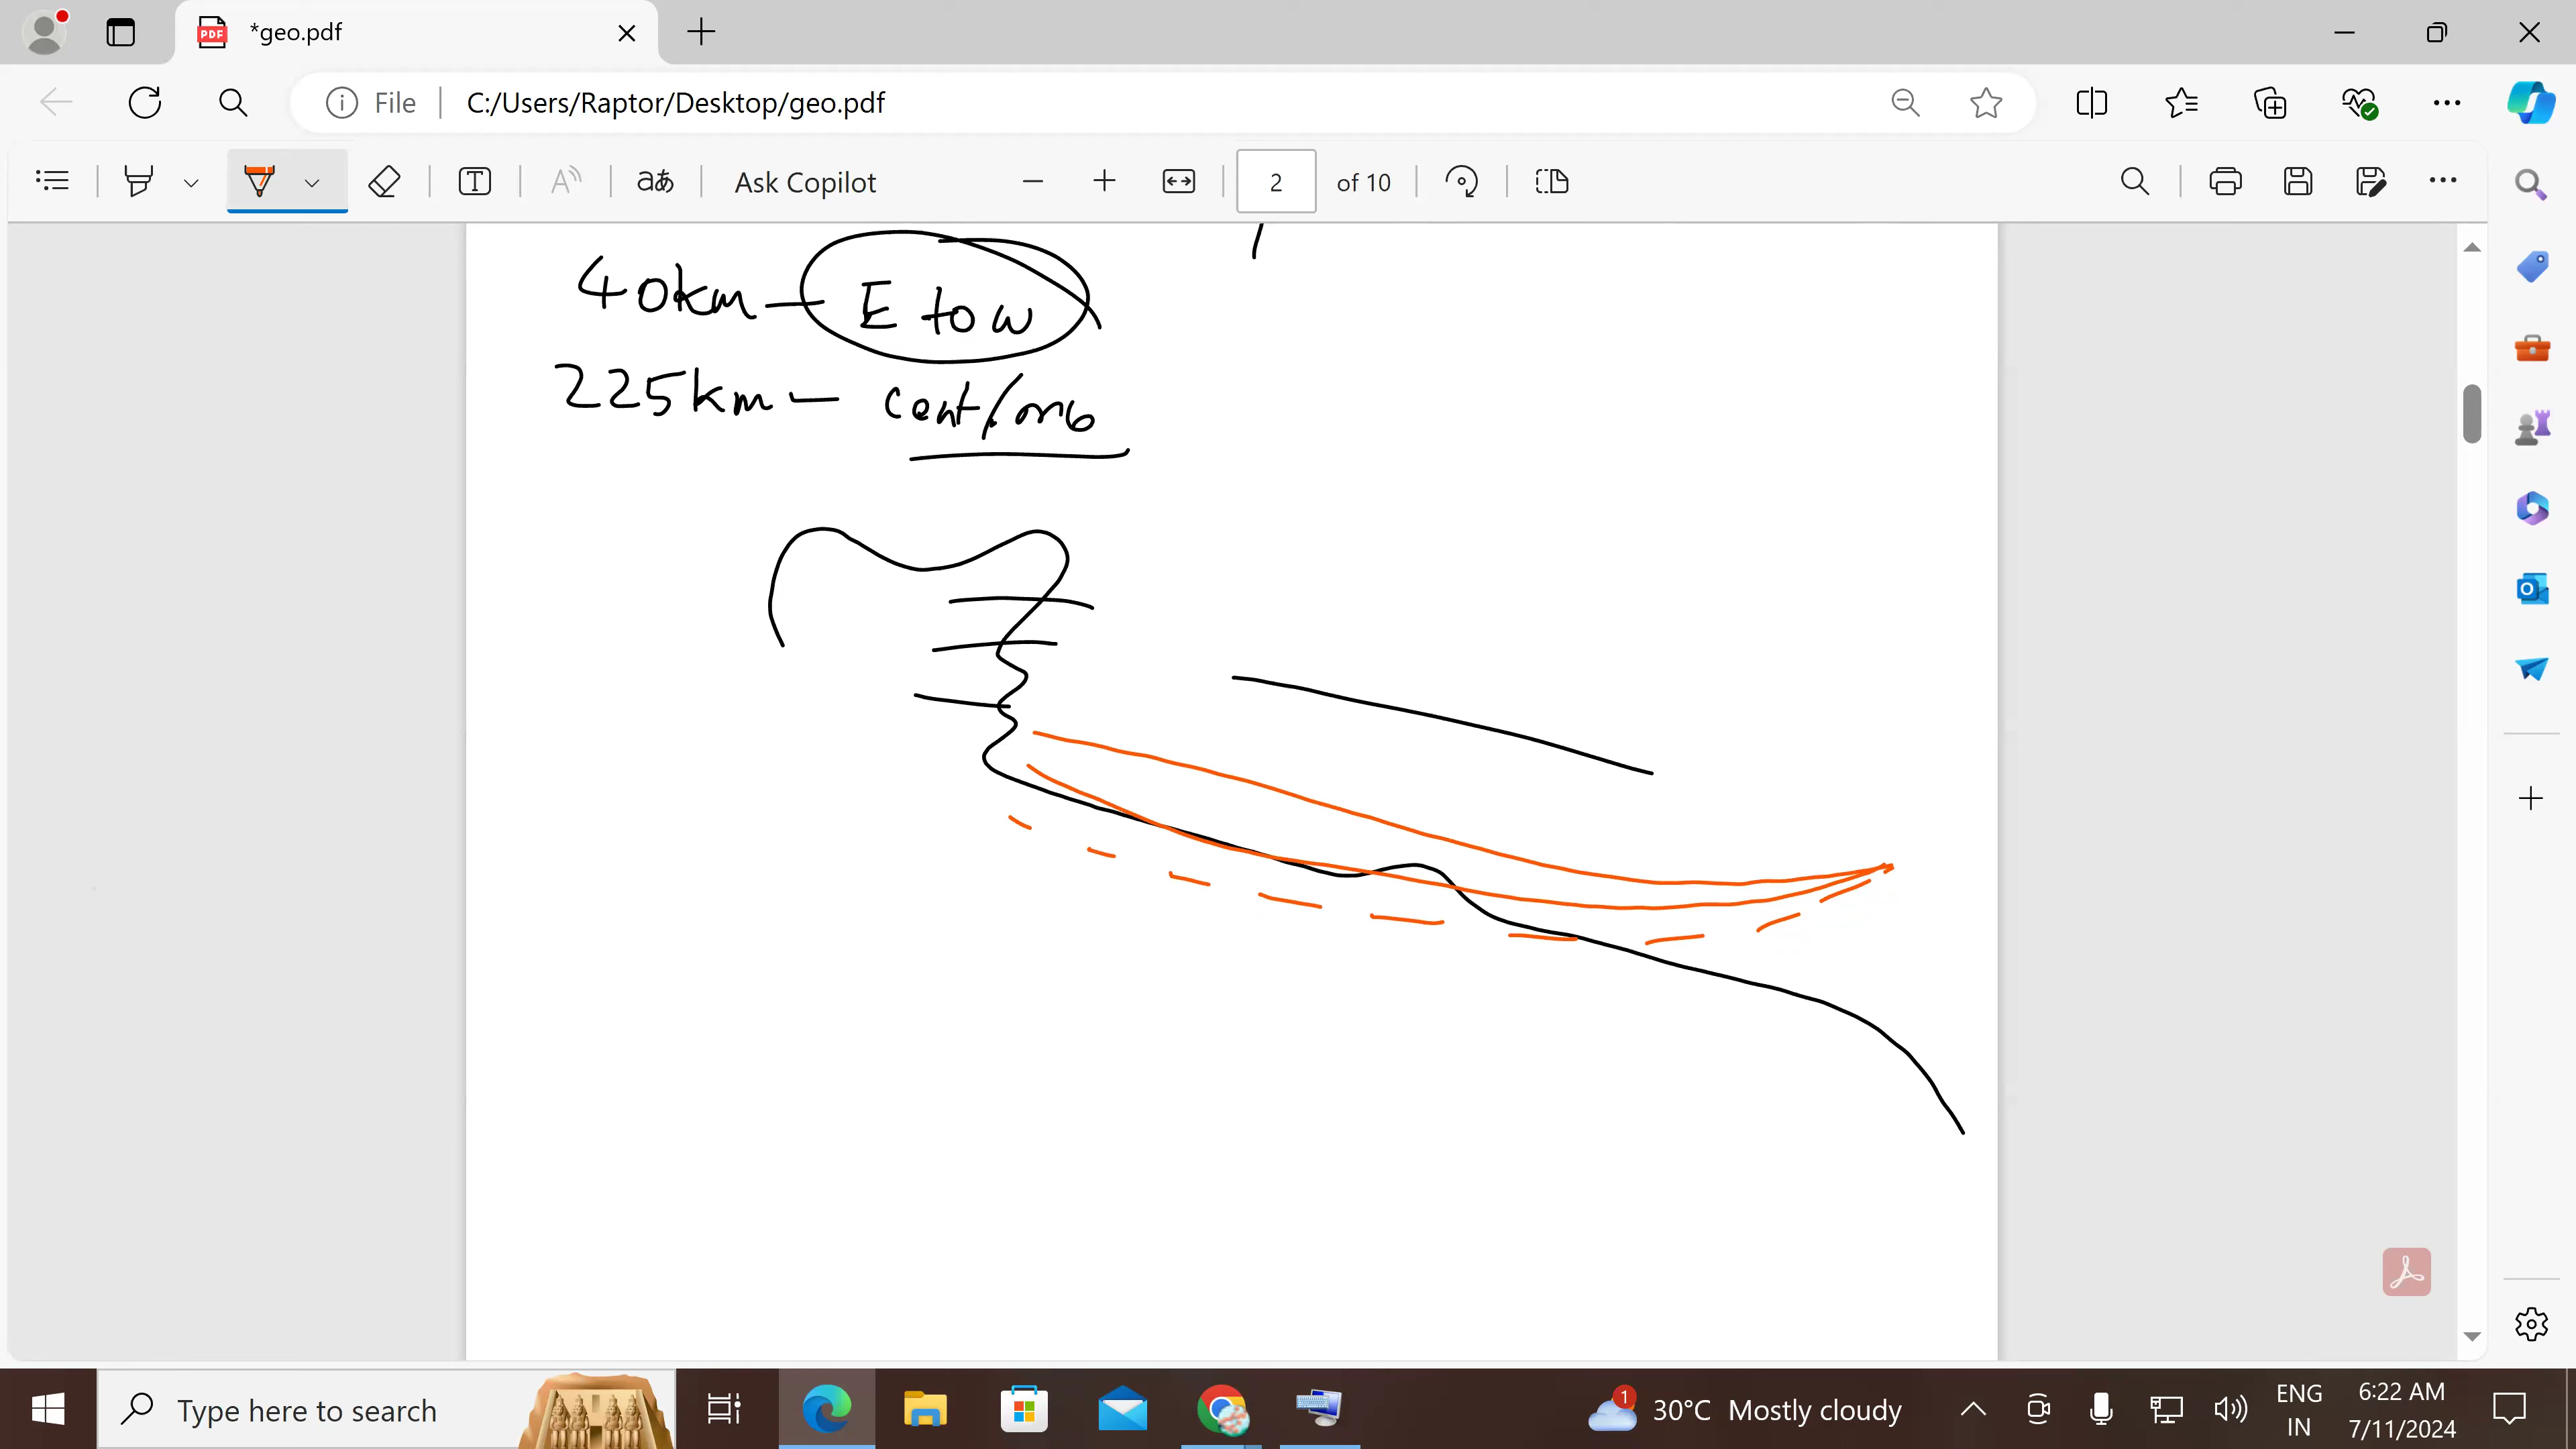 *geo.pdf
File
C:/Users/Raptor/Desktop/geo.pdf
Ask Copilot
2 of 10
40km — E to W
225km —
Type here to search
1
30°C Mostly cloudy
ENG
IN
6:22 AM
7/11/2024